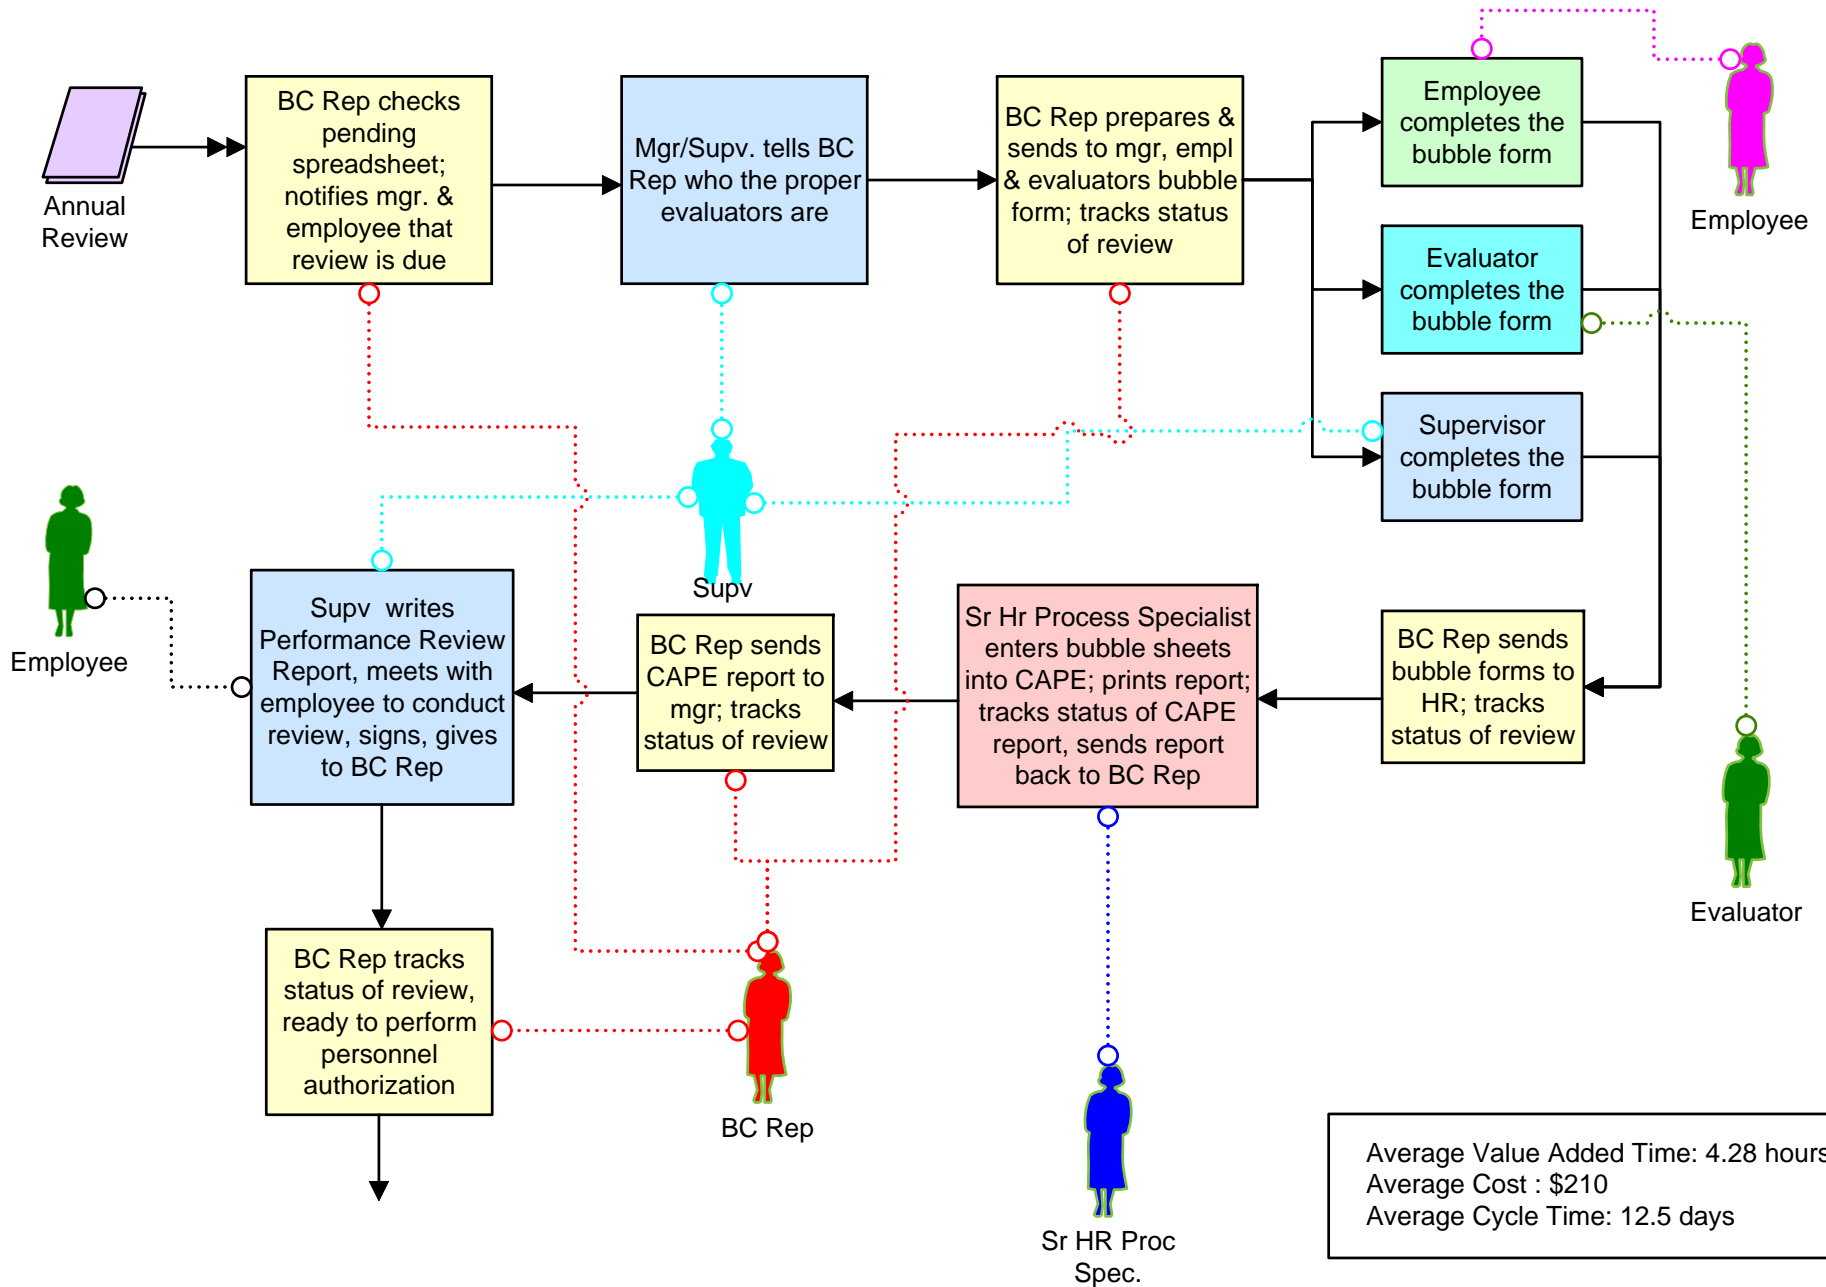 Annual
Review
BC Rep checks
pending
spreadsheet;
notifies mgr. &
employee that
review is due
Mgr/Supv. tells BC
Rep who the proper
evaluators are
BC Rep prepares &
sends to mgr, empl
& evaluators bubble
form; tracks status
of review
Employee
completes the
bubble form
Employee
Evaluator
completes the
bubble form
Supervisor
completes the
bubble form
Supv
Employee
Supv  writes
Performance Review
Report, meets with
employee to conduct
review, signs, gives
to BC Rep
BC Rep sends
CAPE report to
mgr; tracks
status of review
Sr Hr Process Specialist
enters bubble sheets
into CAPE; prints report;
tracks status of CAPE
report, sends report
back to BC Rep
BC Rep sends
bubble forms to
HR; tracks
status of review
Evaluator
BC Rep tracks
status of review,
ready to perform
personnel
authorization
BC Rep
Sr HR Proc
Spec.
Average Value Added Time: 4.28 hours
Average Cost : $210
Average Cycle Time: 12.5 days